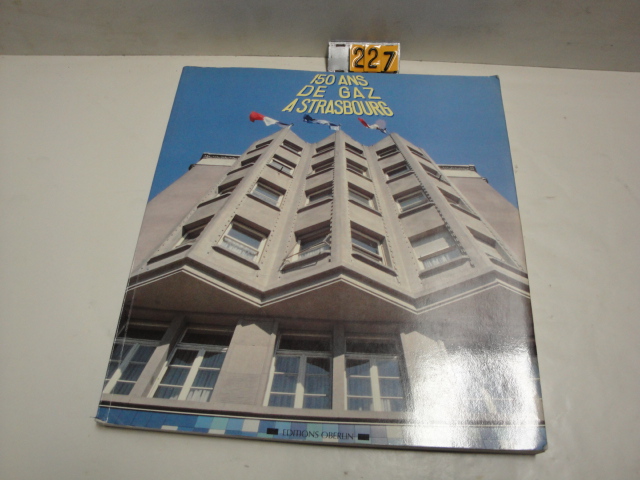 227
150 ANS
DE GAZ
A STRASBOURG
EDITIONS OBERLIN